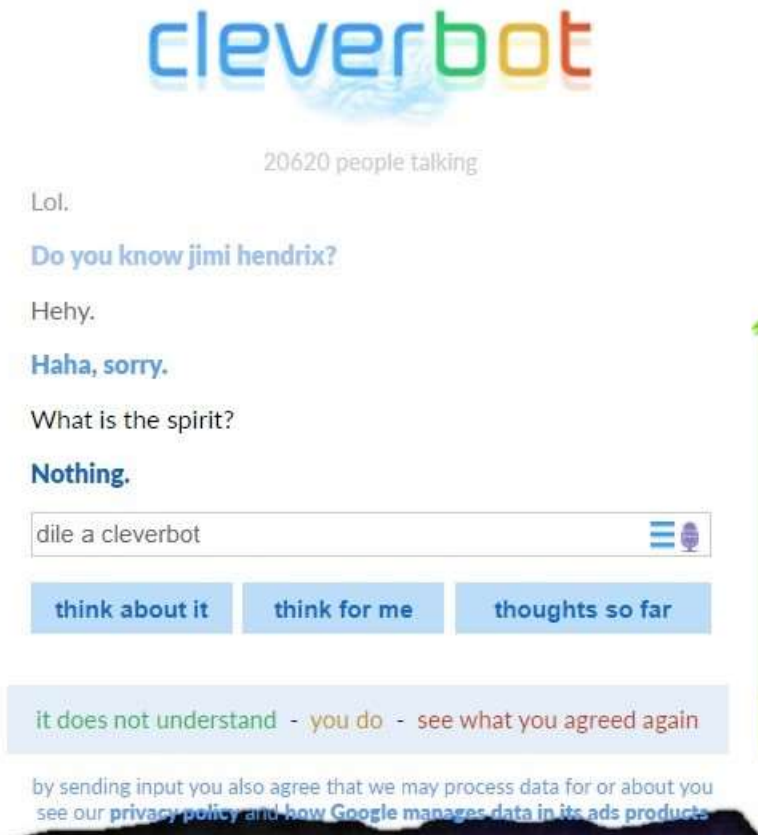 cleverbot
20620 people talking
Lol.
Do you know jimi hendrix?
Hehy.
Haha, sorry.
What is the spirit?
Nothing.
dile a cleverbot
think about it
think for me
thoughts so far
it does not understand - you do - see what you agreed again
by sending input you also agree that we may process data for or about you
see our privacy policy and how Google manages data in its ads products